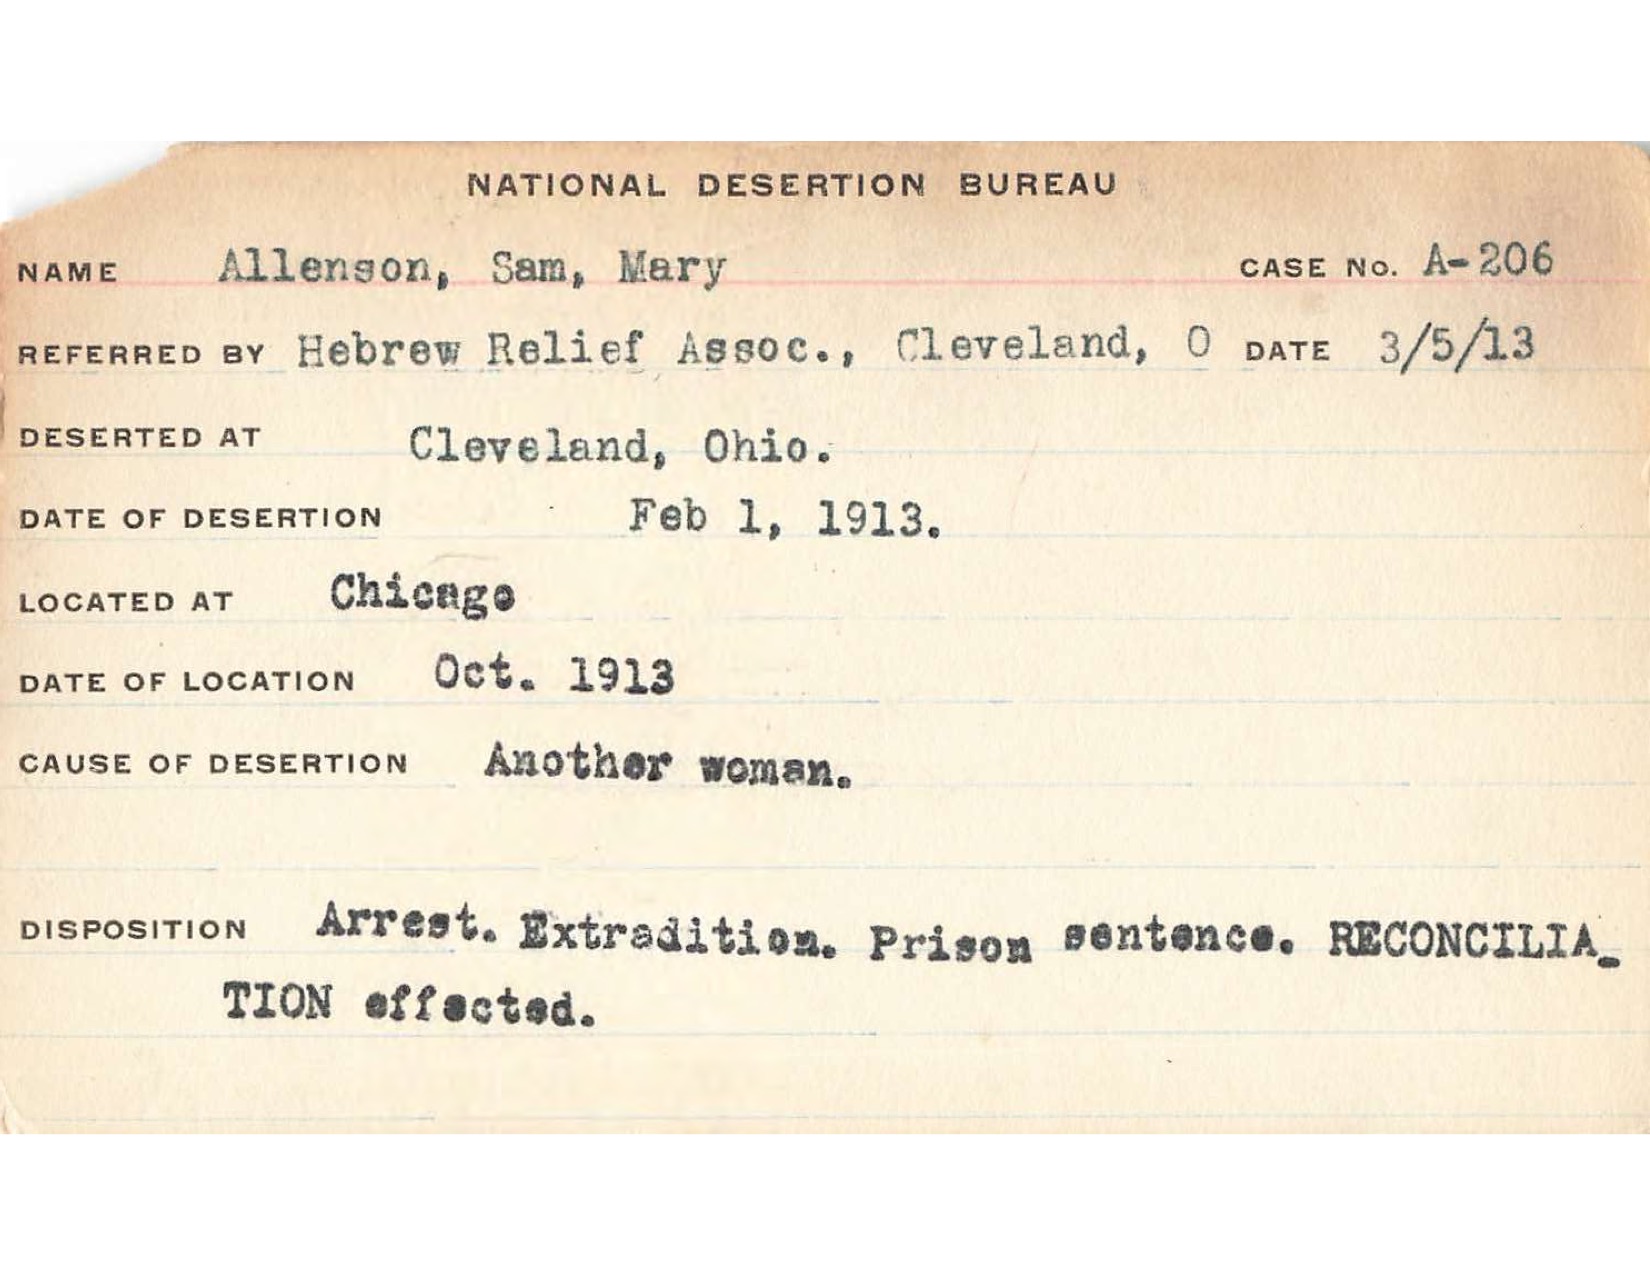 NATIONAL DESERTION BUREAU
NAME Allenson, Sam, Mary CASE No. A-206
REFERRED BY Hebrew Relief Assoc., Cleveland, O DATE 3/5/13
DESERTED AT Cleveland, Ohio.
DATE OF DESERTION Feb 1, 1913.
LOCATED AT Chicago
DATE OF LOCATION Oct. 1913
CAUSE OF DESERTION Another woman.
DISPOSITION Arrest. Extradition. Prison sentence. RECONCILIA_
TION effected.